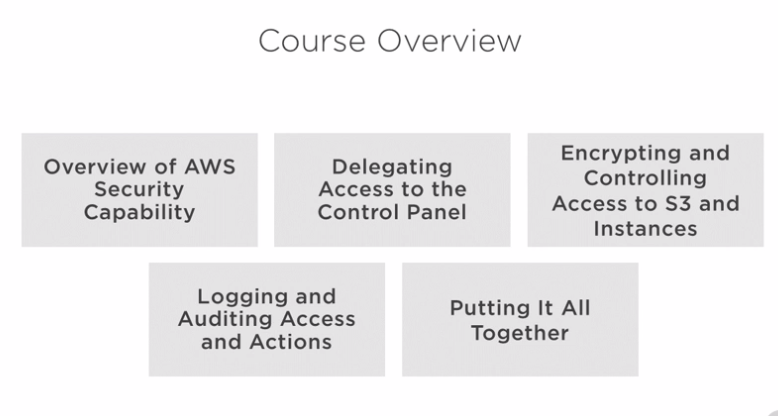 Course Overview
Overview of AWS
Security
Capability
Delegating
Access to the
Control Panel
Encrypting and
Controlling
Access to S3 and
Instances
Logging and
Auditing Access
and Actions
Putting It All
Together